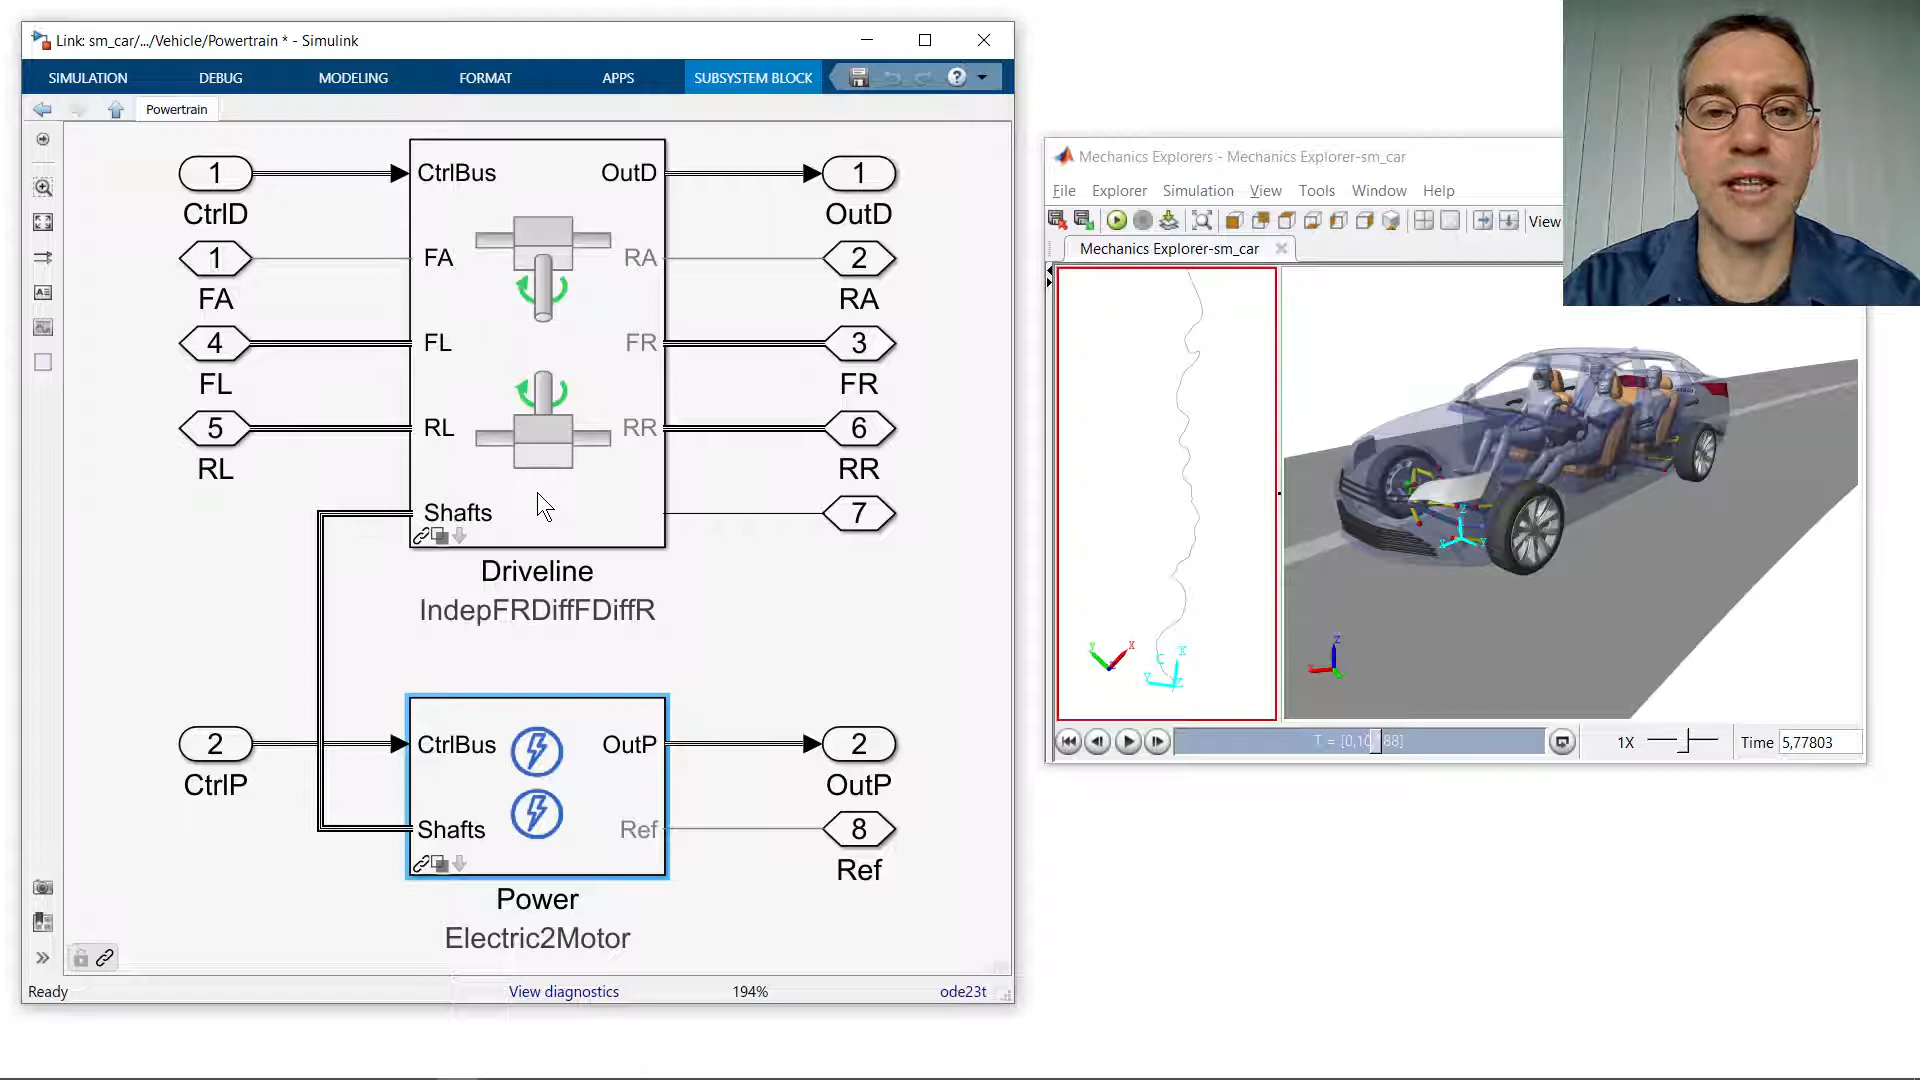 Link: sm_car/.../Vehicle/Powertrain * - Simulink
SIMULATION DEBUG MODELING FORMAT APPS SUBSYSTEM BLOCK
Powertrain
1 CtrlBus OutD 1
CtrlD OutD
1 FA RA 2
FA RA
4 FL FR 3
FL FR
5 RL RR 6
RL RR
Shafts 7
Driveline
IndepFRDiffFDiffR
2 CtrlBus OutP 2
CtrlP OutP
Shafts Ref 8
Ref
Power
Electric2Motor
Ready View diagnostics 194% ode23t
Mechanics Explorers - Mechanics Explorer-sm_car
File Explorer Simulation View Tools Window Help
View
Mechanics Explorer-sm_car
Y X
C X
Y Z
Z
X Y
Z
X
1X Time 5,77803